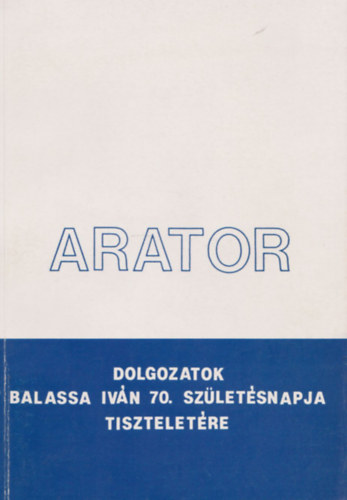 ARATOR
DOLGOZATOK
BALASSA IVÁN 70. SZÜLETÉSNAPJA
TISZTELETÉRE